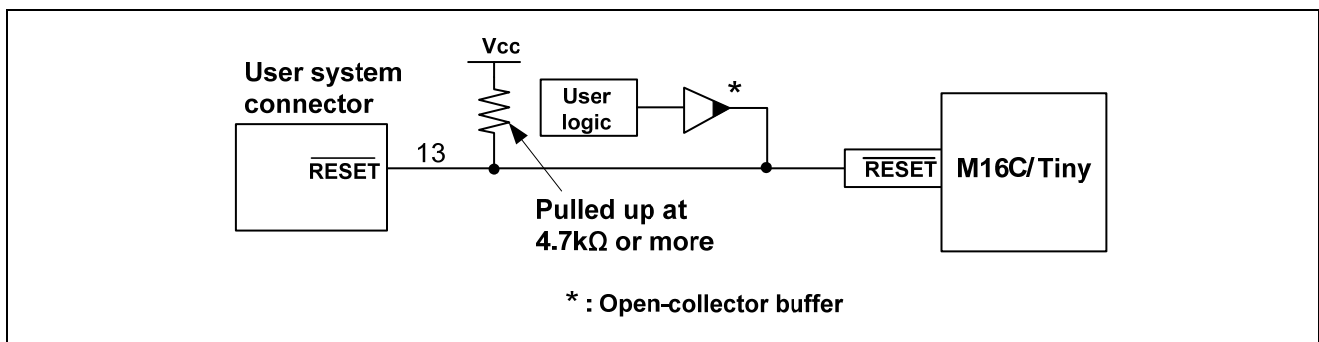 Vcc
User system
connector
User
logic
*
RESET
13
RESET
M16C/Tiny
Pulled up at
4.7kΩ or more
* : Open-collector buffer